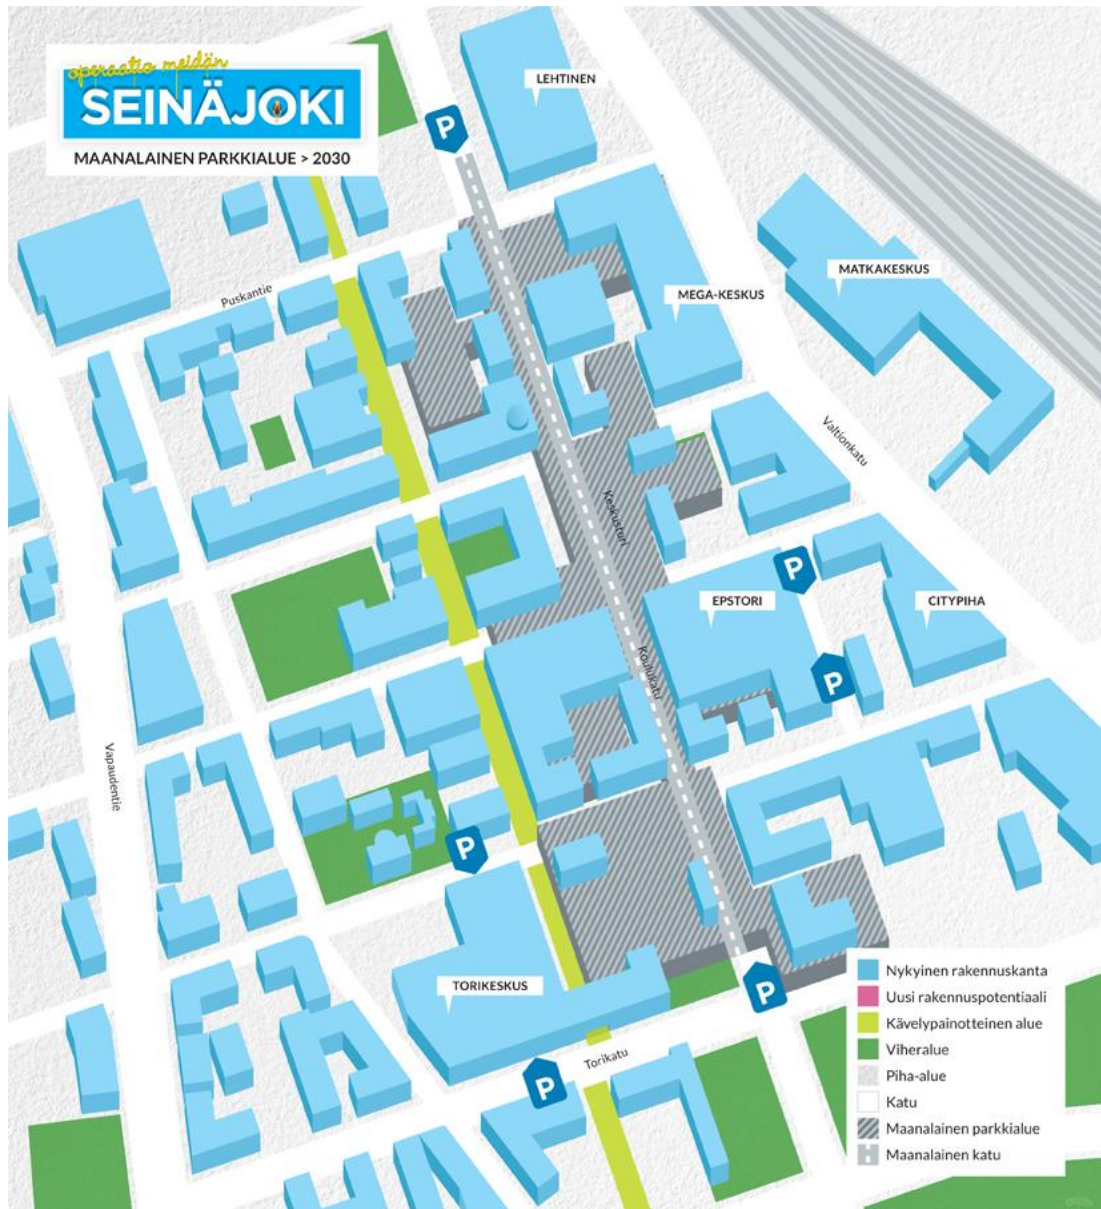 operaatio meidän
SEINÄJOKI
MAANALAINEN PARKKIALUE > 2030
P
LEHTINEN
MATKAKESKUS
MEGA-KESKUS
Puskantie
Valtionkatu
Keskustori
P
EPSTORI
CITYPIHA
Koulukatu
P
Vapaudentie
P
TORIKESKUS
P
Torikatu
P
Nykyinen rakennuskanta
Uusi rakennuspotentiaali
Kävelypainotteinen alue
Viheralue
Piha-alue
Katu
Maanalainen parkkialue
Maanalainen katu